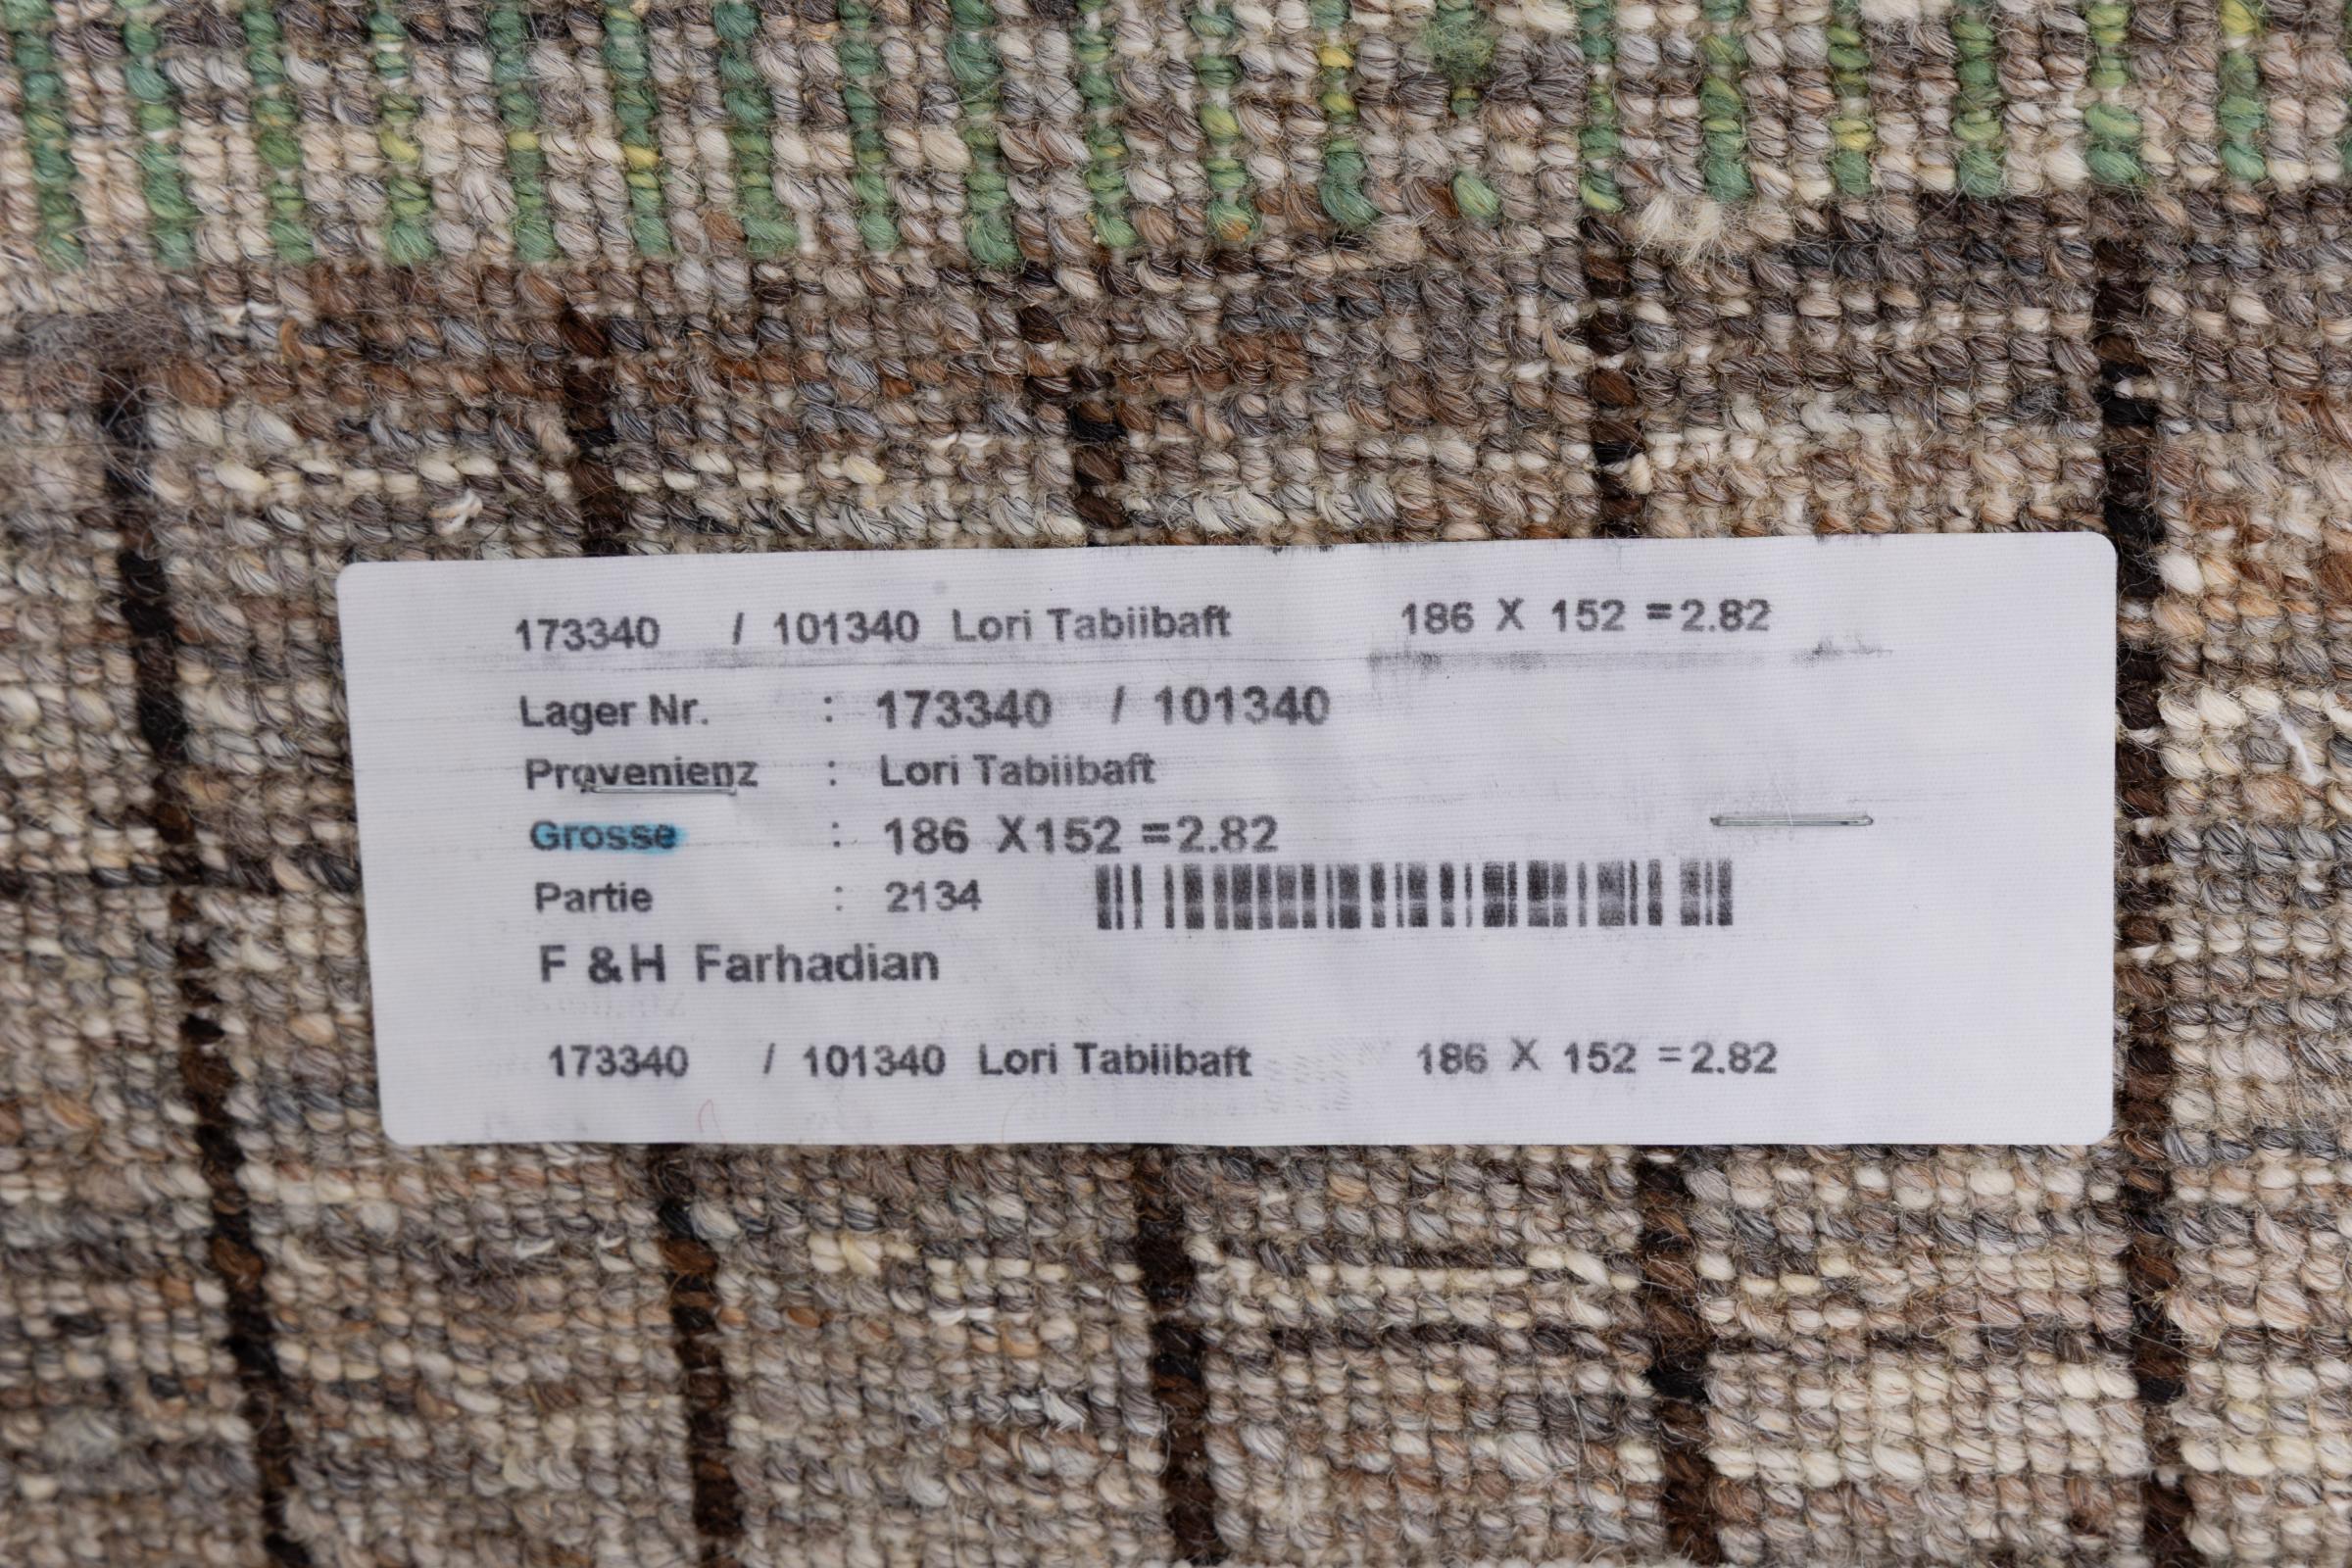 173340 / 101340 Lori Tabiibaft 186 X 152 =2.82
Lager Nr. : 173340 / 101340
Provenienz : Lori Tabiibaft
Grosse : 186 X152 =2.82
Partie : 2134
F &H Farhadian
173340 / 101340 Lori Tabiibaft 186 X 152 =2.82